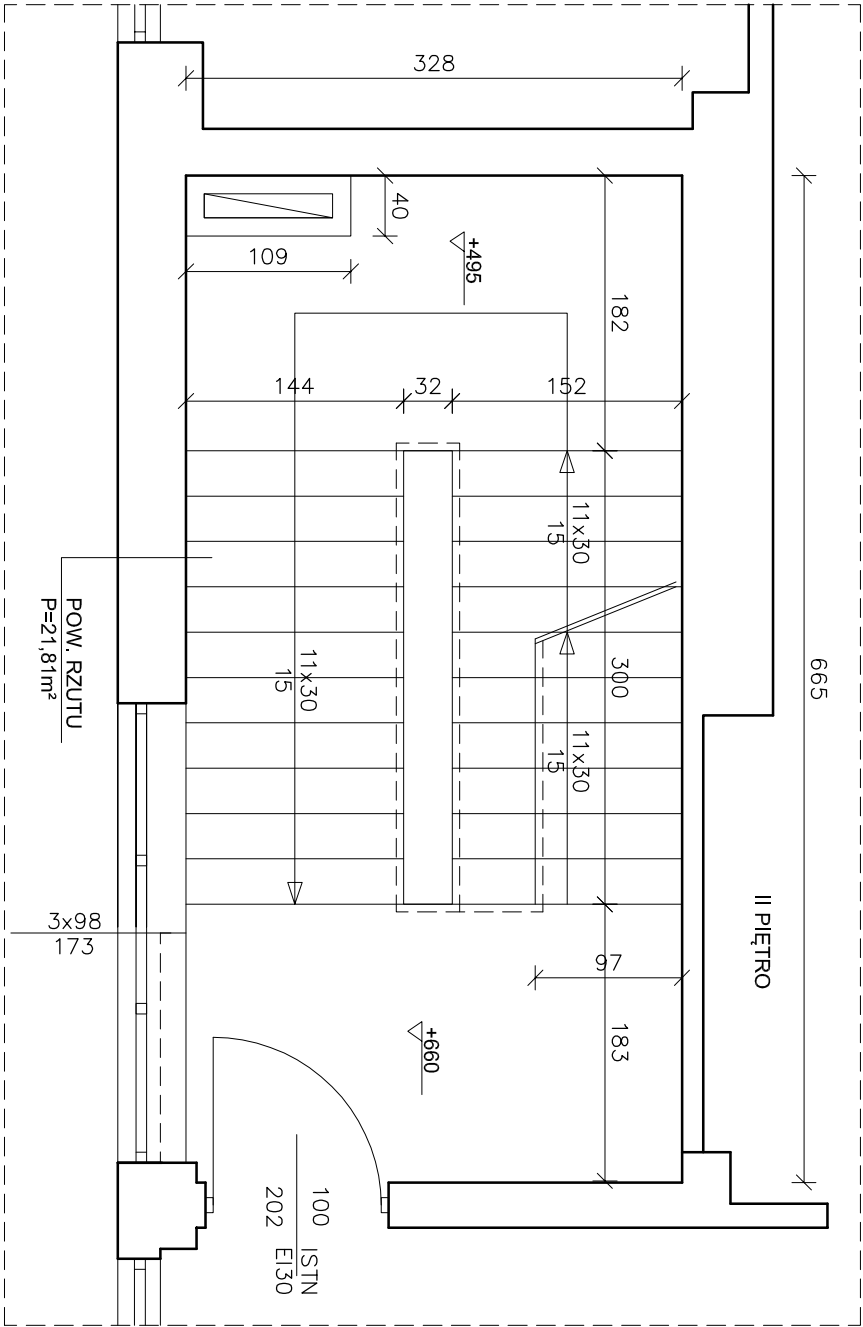 328
40
109
+495
182
144
32
152
11x30
15
11x30
15
300
11x30
15
665
POW. RZUTU
P=21,81m²
3x98
173
II PIĘTRO
97
183
+660
100 ISTN
202 EI30